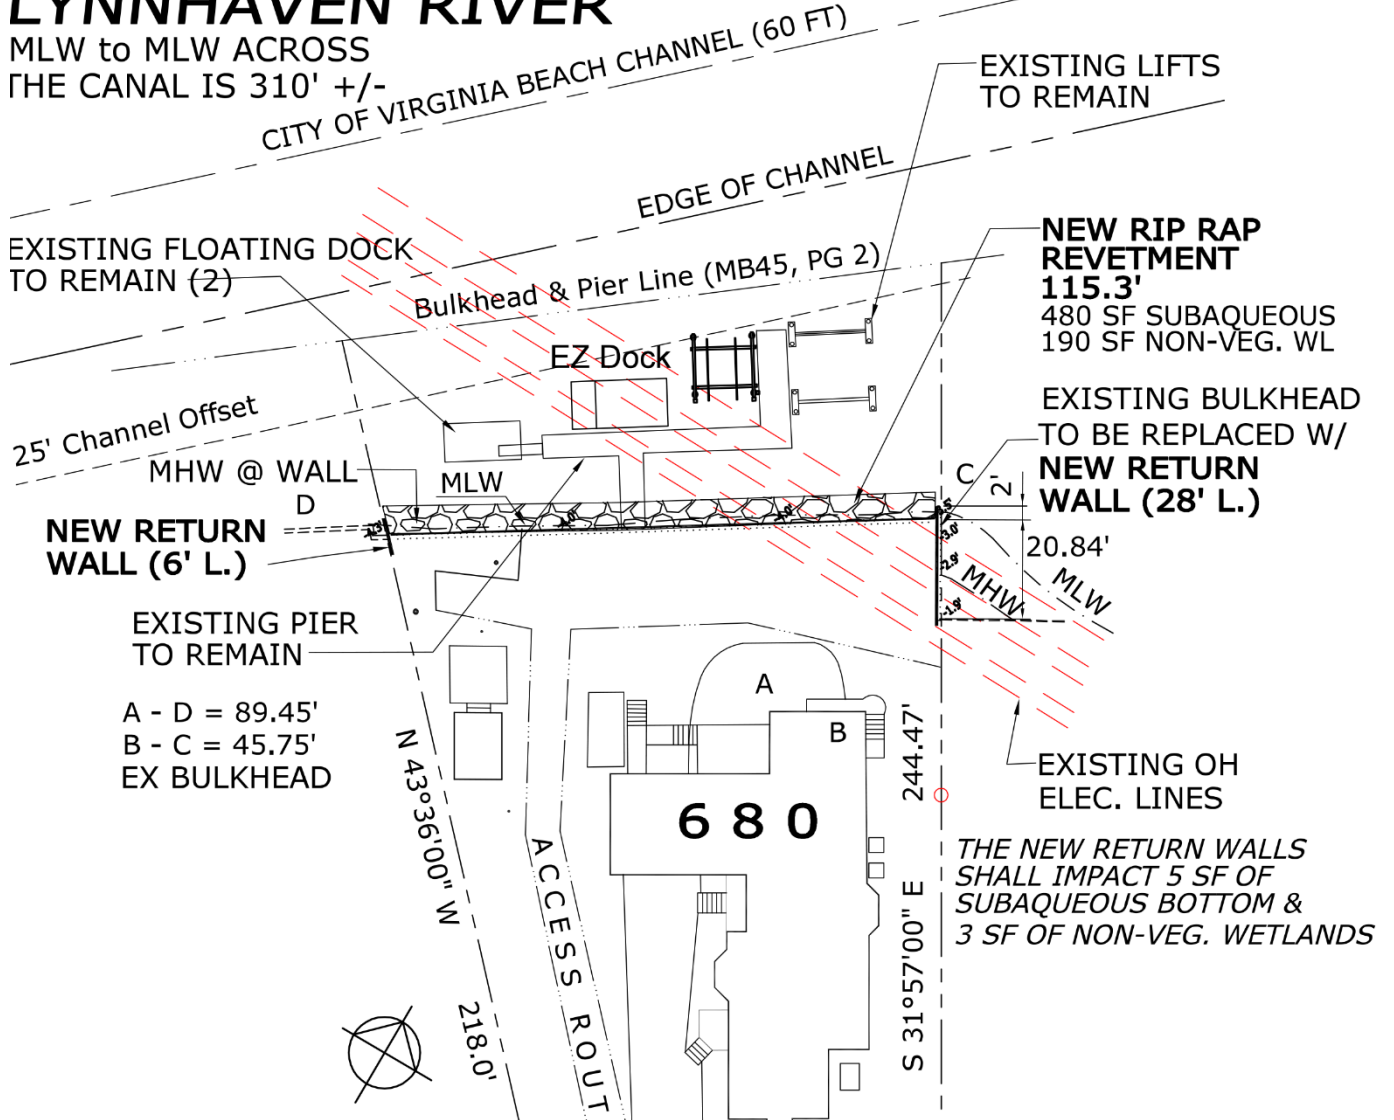 LYNNHAVEN RIVER
MLW to MLW ACROSS
THE CANAL IS 310' +/-
CITY OF VIRGINIA BEACH CHANNEL (60 FT)
EXISTING LIFTS
TO REMAIN
EDGE OF CHANNEL
EXISTING FLOATING DOCK
TO REMAIN (2)
Bulkhead & Pier Line (MB45, PG 2)
NEW RIP RAP
REVETMENT
115.3'
480 SF SUBAQUEOUS
190 SF NON-VEG. WL
EZ Dock
25' Channel Offset
EXISTING BULKHEAD
TO BE REPLACED W/
NEW RETURN
WALL (28' L.)
MHW @ WALL
MLW
D
C
2'
NEW RETURN
WALL (6' L.)
-3.0'
-2.9'
-1.9'
20.84'
MHW
MLW
EXISTING PIER
TO REMAIN
A - D = 89.45'
B - C = 45.75'
EX BULKHEAD
A
B
N 43°36'00" W
218.0'
244.47'
S 31°57'00" E
EXISTING OH
ELEC. LINES
680
ACCESS ROUT
THE NEW RETURN WALLS
SHALL IMPACT 5 SF OF
SUBAQUEOUS BOTTOM &
3 SF OF NON-VEG. WETLANDS